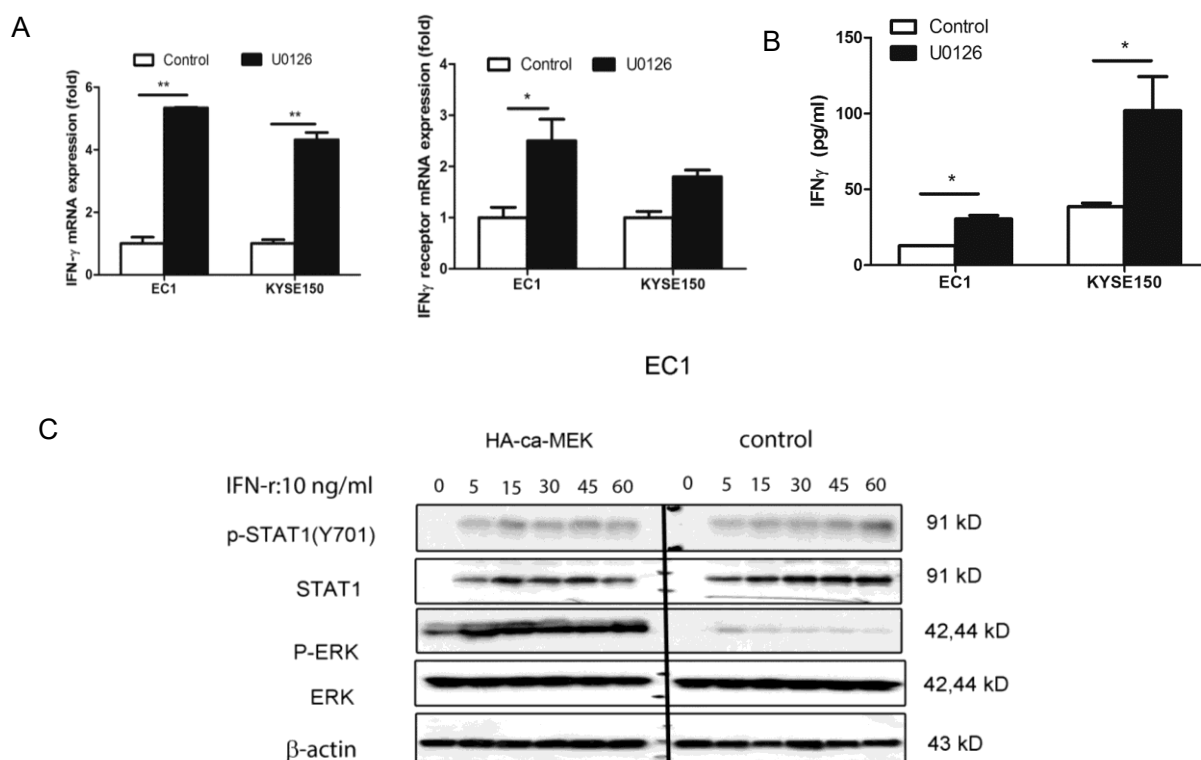 A
Control U0126
IFN-γ mRNA expression (fold)
6
4
2
0
**
**
EC1 KYSE150
Control U0126
IFNγ receptor mRNA expression (fold)
4
3
2
1
0
*
EC1 KYSE150
B
Control
U0126
IFNγ (pg/ml)
150
100
50
0
*
*
EC1 KYSE150
EC1
C
HA-ca-MEK control
IFN-r:10 ng/ml 0 5 15 30 45 60 0 5 15 30 45 60
p-STAT1(Y701) 91 kD
STAT1 91 kD
P-ERK 42,44 kD
ERK 42,44 kD
β-actin 43 kD